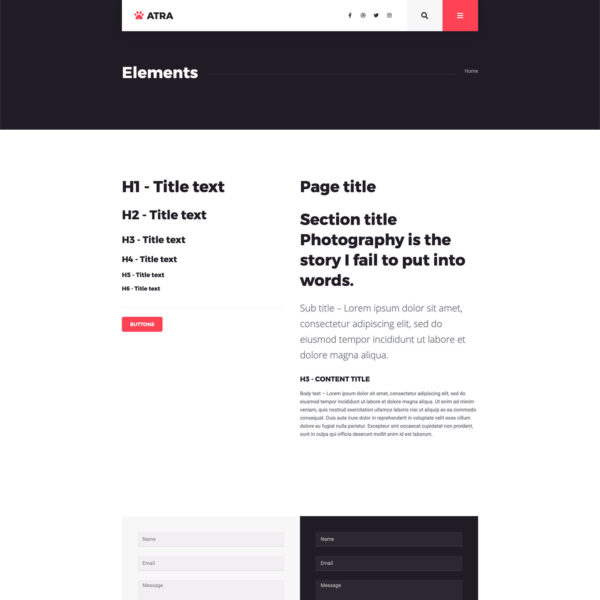 ATRA
Elements
Home
H1 - Title text
H2 - Title text
H3 - Title text
H4 - Title text
H5 - Title text
H6 - Title text
BUTTONS
Page title
Section title
Photography is the
story I fail to put into
words.
Sub title – Lorem ipsum dolor sit amet,
consectetur adipiscing elit, sed do
eiusmod tempor incididunt ut labore et
dolore magna aliqua.
H3 - CONTENT TITLE
Body text – Lorem ipsum dolor sit amet, consectetur adipiscing elit, sed do
eiusmod tempor incididunt ut labore et dolore magna aliqua. Ut enim ad minim
veniam, quis nostrud exercitation ullamco laboris nisi ut aliquip ex ea commodo
consequat. Duis aute irure dolor in reprehenderit in voluptate velit esse cillum
dolore eu fugiat nulla pariatur. Excepteur sint occaecat cupidatat non proident,
sunt in culpa qui officia deserunt mollit anim id est laborum.
Name
Email
Message
Name
Email
Message